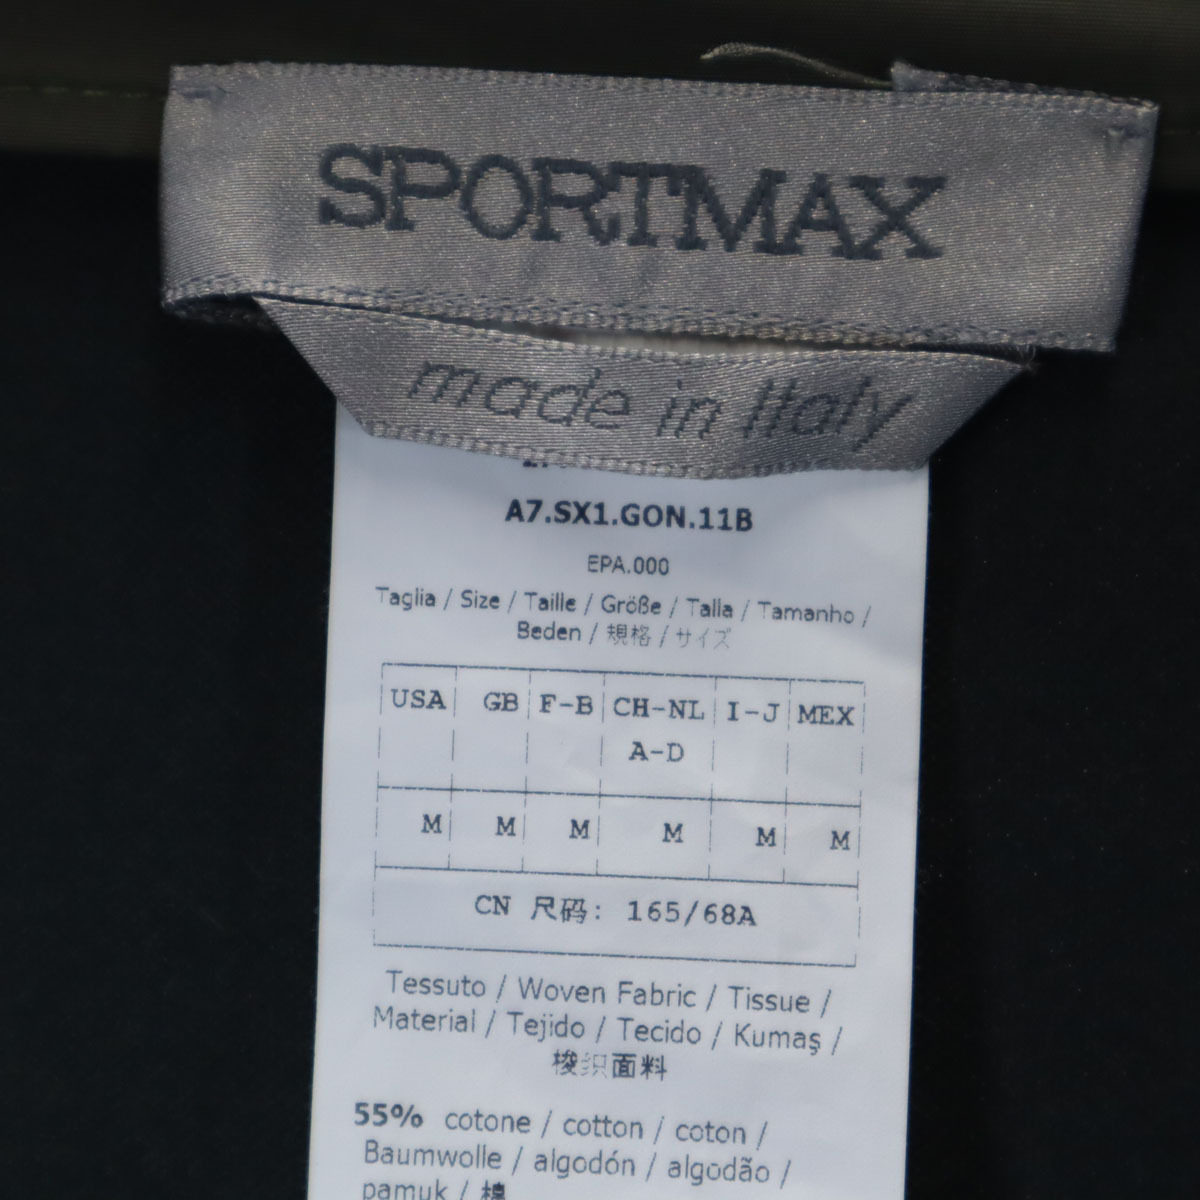 SPORTMAX
made in Italy
A7.SX1.GON.11B
EPA.000
Taglia / Size / Taille / Größe / Talla / Tamanho /
Beden / 規格 / サイズ
USA GB F-B CH-NL I-J MEX
A-D
M M M M M M
CN 尺码: 165/68A
Tessuto / Woven Fabric / Tissue /
Material / Tejido / Tecido / Kumaş /
梭织面料
55% cotone / cotton / coton /
Baumwolle / algodón / algodão /
pamuk / 棉